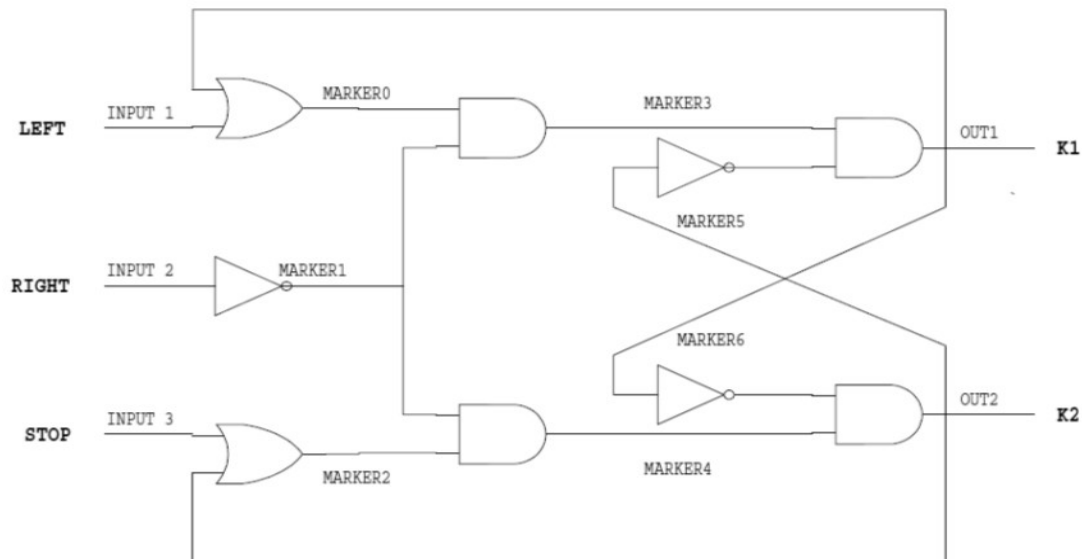 MARKER0
MARKER3
INPUT 1
LEFT
OUT1
K1
MARKER5
INPUT 2
MARKER1
RIGHT
MARKER6
INPUT 3
OUT2
STOP
K2
MARKER2
MARKER4